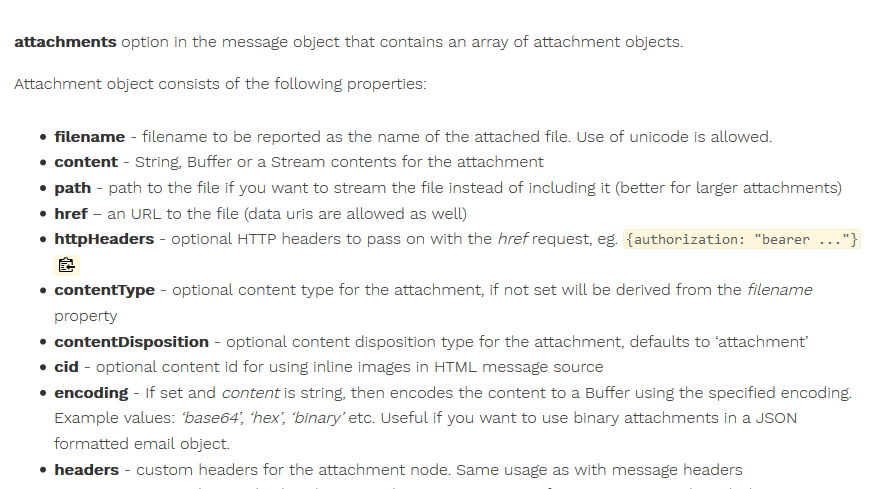 attachments option in the message object that contains an array of attachment objects.
Attachment object consists of the following properties:
• filename - filename to be reported as the name of the attached file. Use of unicode is allowed.
• content - String, Buffer or a Stream contents for the attachment
• path - path to the file if you want to stream the file instead of including it (better for larger attachments)
• href – an URL to the file (data uris are allowed as well)
• httpHeaders - optional HTTP headers to pass on with the href request, eg. {authorization: "bearer ..."}
• contentType - optional content type for the attachment, if not set will be derived from the filename
property
• contentDisposition - optional content disposition type for the attachment, defaults to ‘attachment’
• cid - optional content id for using inline images in HTML message source
• encoding - If set and content is string, then encodes the content to a Buffer using the specified encoding.
Example values: ‘base64’, ‘hex’, ‘binary’ etc. Useful if you want to use binary attachments in a JSON
formatted email object.
• headers - custom headers for the attachment node. Same usage as with message headers